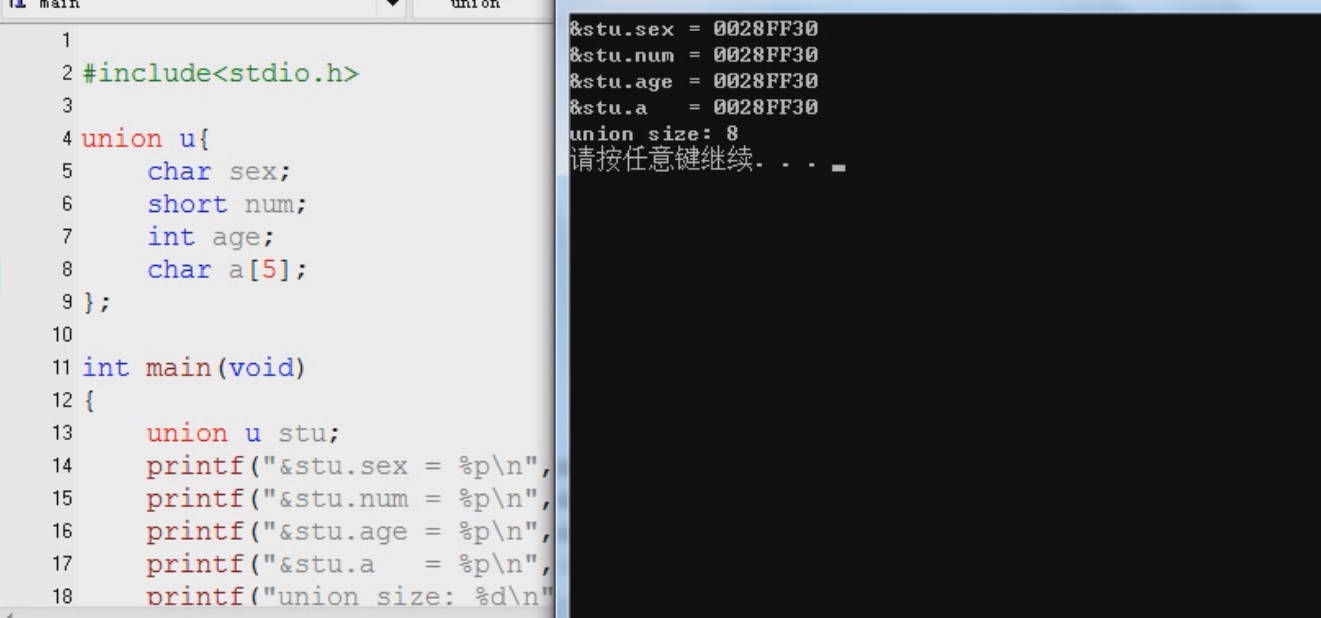 main
union
1
2 #include<stdio.h>
3
4 union u{
5 char sex;
6 short num;
7 int age;
8 char a[5];
9 };
10
11 int main(void)
12 {
13 union u stu;
14 printf("&stu.sex = %p\n",
15 printf("&stu.num = %p\n",
16 printf("&stu.age = %p\n",
17 printf("&stu.a   = %p\n",
18 printf("union size: %d\n"
&stu.sex = 0028FF30
&stu.num = 0028FF30
&stu.age = 0028FF30
&stu.a   = 0028FF30
union size: 8
请按任意键继续. . .